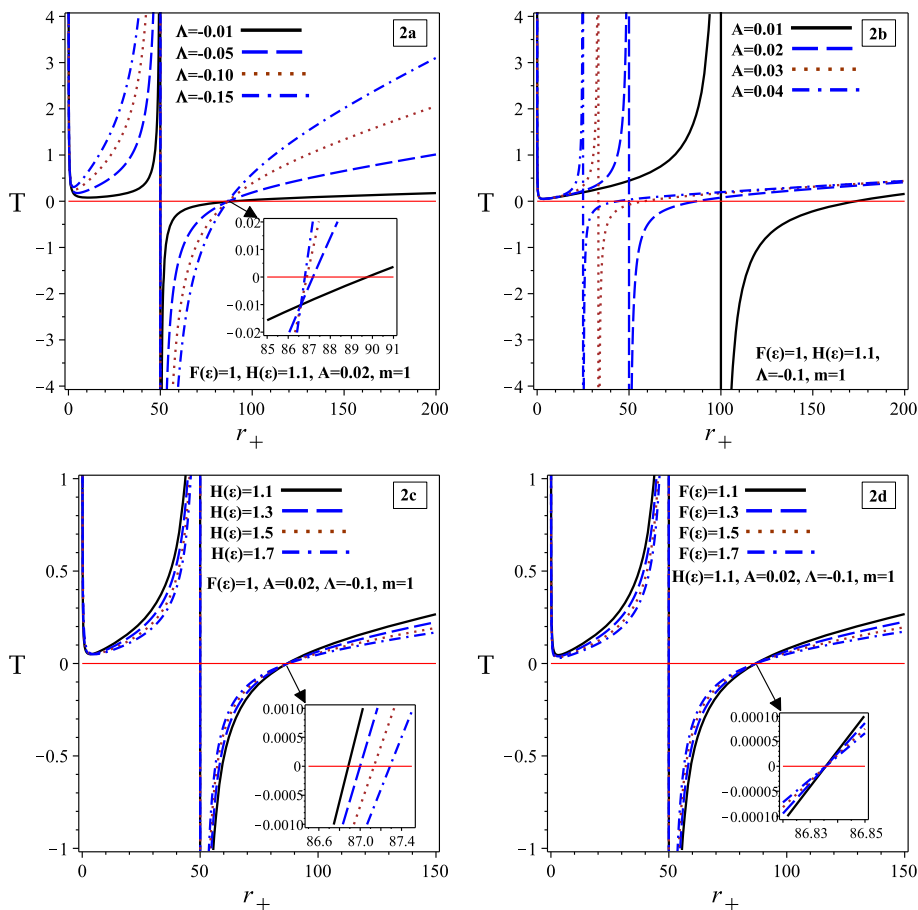 2a
Λ=-0.01
Λ=-0.05
Λ=-0.10
Λ=-0.15
4
3
2
1
0
−1
−2
−3
−4
T
0.02
0.01
0
−0.01
−0.02
85 86 87 88 89 90 91
F(ε)=1, H(ε)=1.1, A=0.02, m=1
0 50 100 150 200
r+
2b
A=0.01
A=0.02
A=0.03
A=0.04
4
3
2
1
0
−1
−2
−3
−4
T
F(ε)=1, H(ε)=1.1,
Λ=-0.1, m=1
0 50 100 150 200
r+
2c
H(ε)=1.1
H(ε)=1.3
H(ε)=1.5
H(ε)=1.7
F(ε)=1, A=0.02, Λ=-0.1, m=1
1
0.5
0
−0.5
−1
T
0.0010
0.0005
0
−0.0005
−0.0010
86.6 87.0 87.4
0 50 100 150
r+
2d
F(ε)=1.1
F(ε)=1.3
F(ε)=1.5
F(ε)=1.7
H(ε)=1.1, A=0.02, Λ=-0.1, m=1
1
0.5
0
−0.5
−1
T
0.00010
0.00005
0
−0.00005
−0.00010
86.83 86.85
0 50 100 150
r+